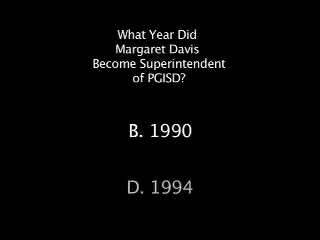 What Year Did
Margaret Davis
Become Superintendent
of PGISD?
B. 1990
D. 1994